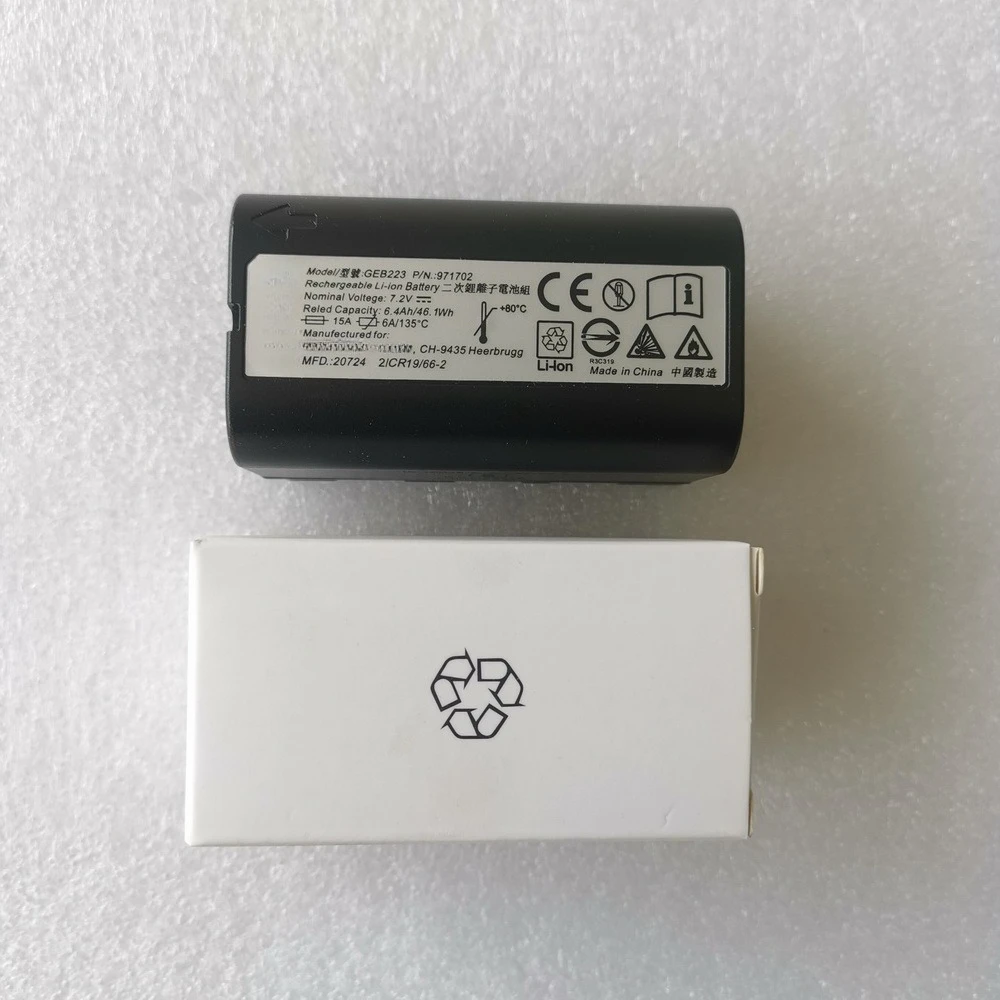 Model/型號:GEB223 P/N.:971702
Rechergeable Li-ion Battery 二次鋰離子電池組
Nominal Voltage: 7.2V
Reled Capacity: 6.4Ah/46.1Wh
15A 6A/135°C
+80°C
Manufactured for:
, CH-9435 Heerbrugg
MFD.:20724 2ICR19/66-2
CE
i
Li-Ion
R3C319
Made in China 中國製造